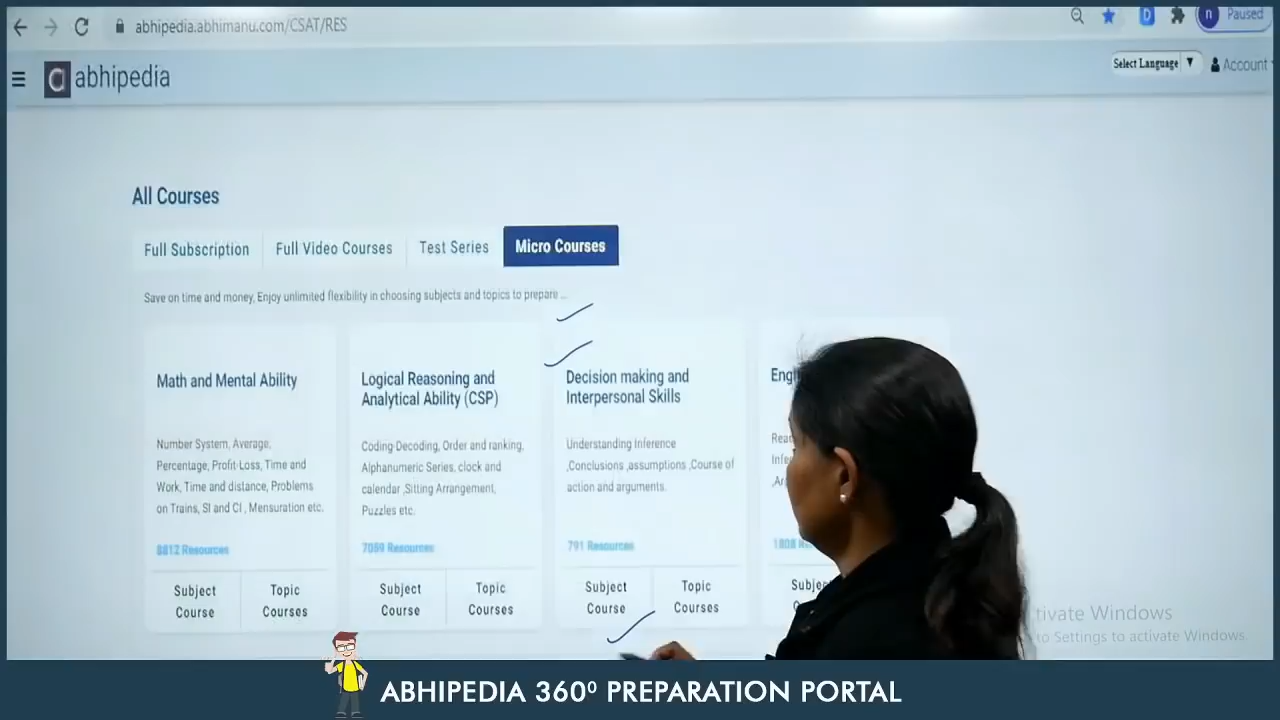 abhipedia.abhimanu.com/CSAT/RES
D
n
Paused
a abhipedia
Select Language ▼
Account
All Courses
Full Subscription
Full Video Courses
Test Series
Micro Courses
Save on time and money, Enjoy unlimited flexibility in choosing subjects and topics to prepare ...
Math and Mental Ability
Number System, Average,
Percentage, Profit-Loss, Time and
Work, Time and distance, Problems
on Trains, SI and CI , Mensuration etc.
8812 Resources
Subject Course
Topic Courses
Logical Reasoning and
Analytical Ability (CSP)
Coding-Decoding, Order and ranking,
Alphanumeric Series, clock and
calendar ,Sitting Arrangement,
Puzzles etc.
7059 Resources
Subject Course
Topic Courses
Decision making and
Interpersonal Skills
Understanding Inference
,Conclusions ,assumptions ,Course of
action and arguments.
791 Resources
Subject Course
Topic Courses
1808
tivate Windows
to Settings to activate Windows.
ABHIPEDIA 360⁰ PREPARATION PORTAL